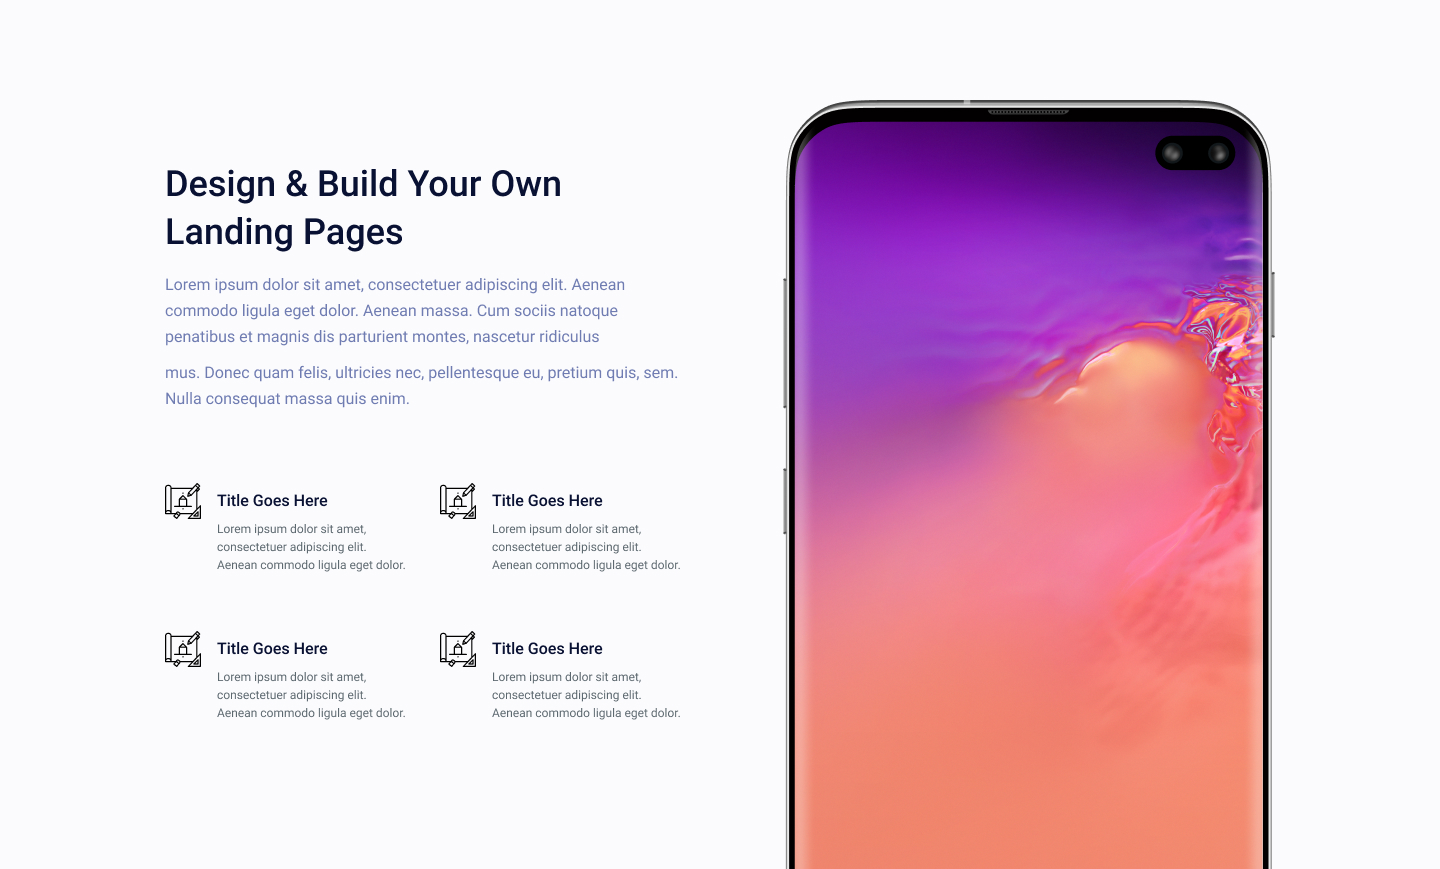 Design & Build Your Own
Landing Pages
Lorem ipsum dolor sit amet, consectetuer adipiscing elit. Aenean
commodo ligula eget dolor. Aenean massa. Cum sociis natoque
penatibus et magnis dis parturient montes, nascetur ridiculus
mus. Donec quam felis, ultricies nec, pellentesque eu, pretium quis, sem.
Nulla consequat massa quis enim.
Title Goes Here
Lorem ipsum dolor sit amet,
consectetuer adipiscing elit.
Aenean commodo ligula eget dolor.
Title Goes Here
Lorem ipsum dolor sit amet,
consectetuer adipiscing elit.
Aenean commodo ligula eget dolor.
Title Goes Here
Lorem ipsum dolor sit amet,
consectetuer adipiscing elit.
Aenean commodo ligula eget dolor.
Title Goes Here
Lorem ipsum dolor sit amet,
consectetuer adipiscing elit.
Aenean commodo ligula eget dolor.